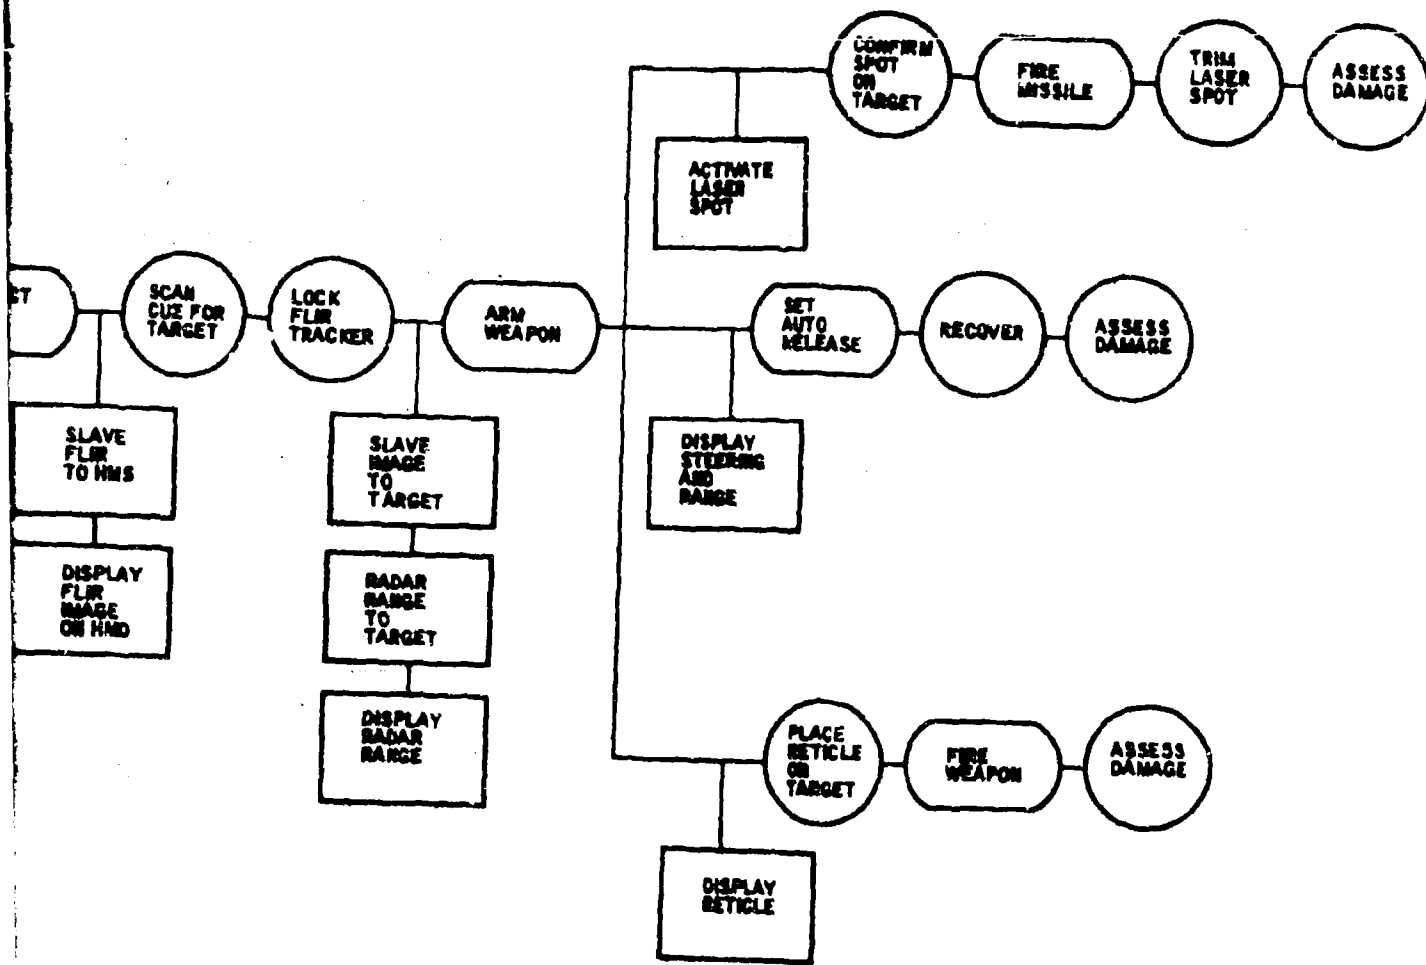 CONFIRM
SPOT
ON
TARGET
FIRE
MISSILE
TRIM
LASER
SPOT
ASSESS
DAMAGE
ACTIVATE
LASER
SPOT
CT
SCAN
CUE FOR
TARGET
LOCK
FLIR
TRACKER
ARM
WEAPON
SET
AUTO
RELEASE
RECOVER
ASSESS
DAMAGE
SLAVE
FLIR
TO HMS
SLAVE
IMAGE
TO
TARGET
DISPLAY
STEERING
AND
RANGE
DISPLAY
FLIR
IMAGE
ON HMD
RADAR
RANGE
TO
TARGET
DISPLAY
RADAR
RANGE
PLACE
RETICLE
ON
TARGET
FIRE
WEAPON
ASSESS
DAMAGE
DISPLAY
RETICLE